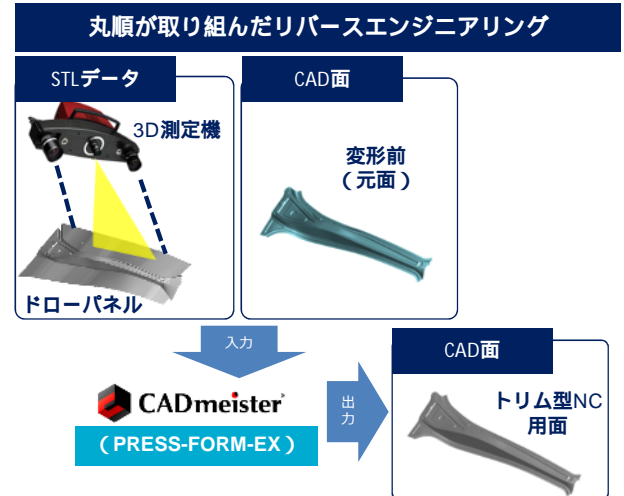 丸順が取り組んだリバースエンジニアリング
STLデータ
CAD面
3D測定機
変形前
（元面）
ドローパネル
入力
CADmeister
（PRESS-FORM-EX）
出
力
CAD面
トリム型NC
用面